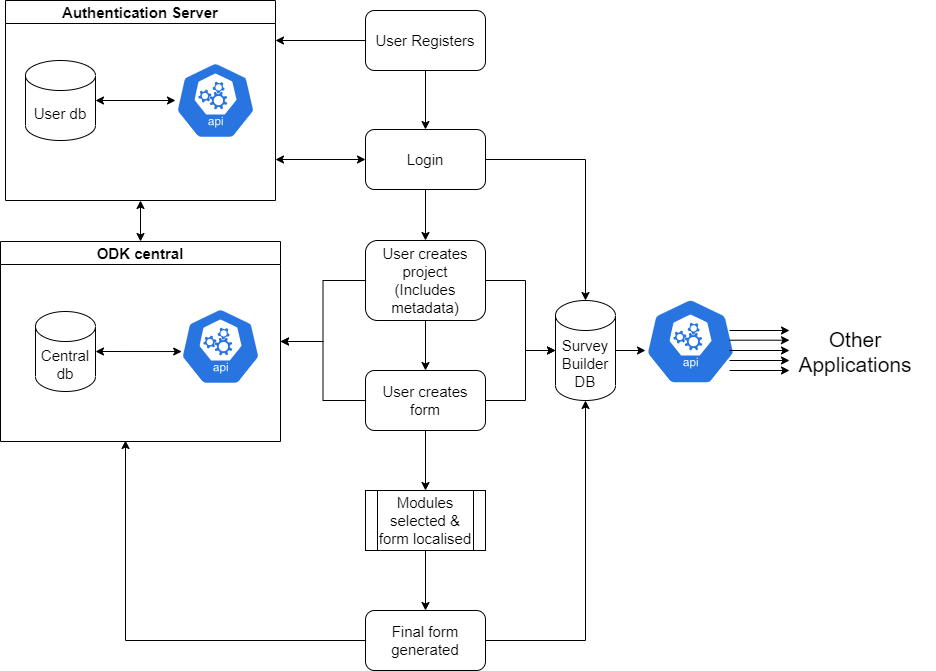 Authentication Server
User db
api
User Registers
Login
ODK central
Central
db
api
User creates
project
(Includes
metadata)
User creates
form
Survey
Builder
DB
api
Other
Applications
Modules
selected &
form localised
Final form
generated